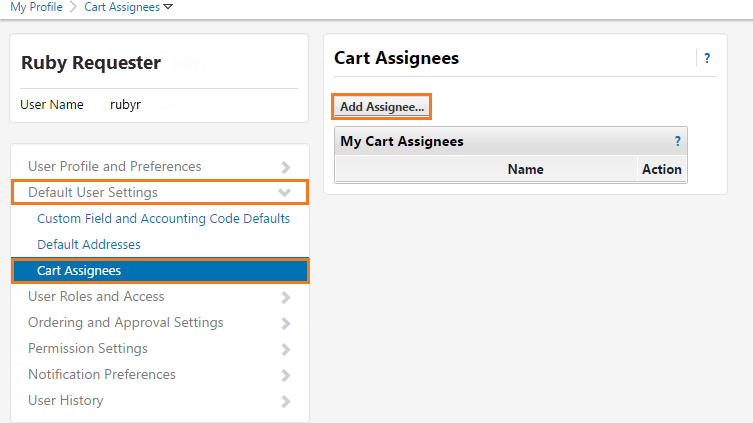 My Profile > Cart Assignees
Ruby Requester
User Name rubyr
User Profile and Preferences
Default User Settings
Custom Field and Accounting Code Defaults
Default Addresses
Cart Assignees
User Roles and Access
Ordering and Approval Settings
Permission Settings
Notification Preferences
User History
Cart Assignees ?
Add Assignee...
My Cart Assignees ?
Name Action